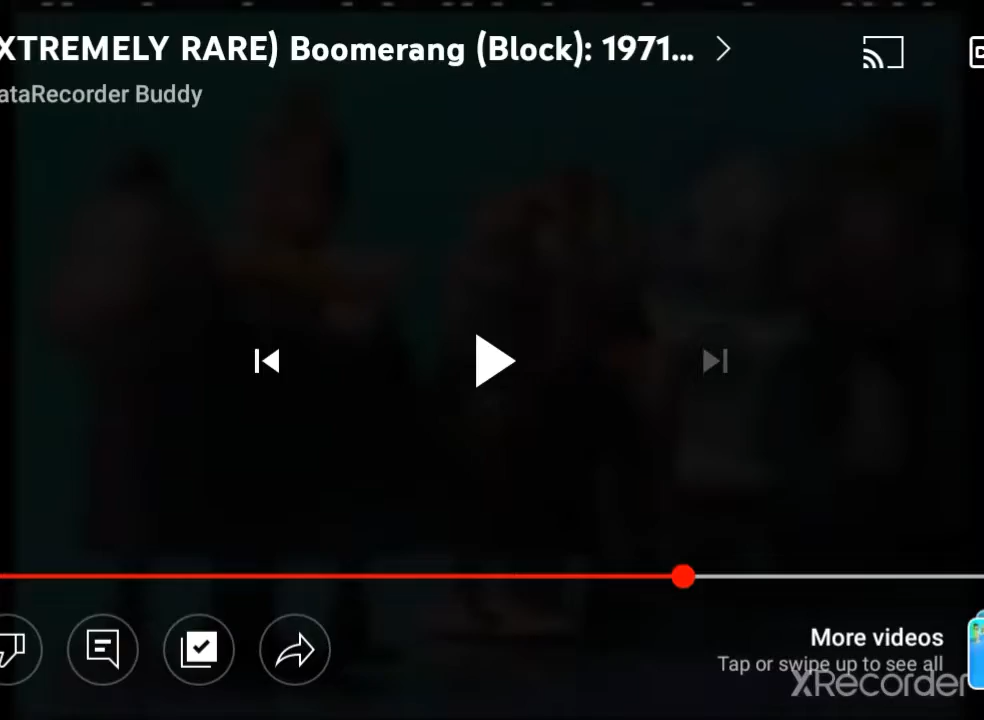 XTREMELY RARE) Boomerang (Block): 1971...
ataRecorder Buddy
More videos
Tap or swipe up to see all
XRecorder